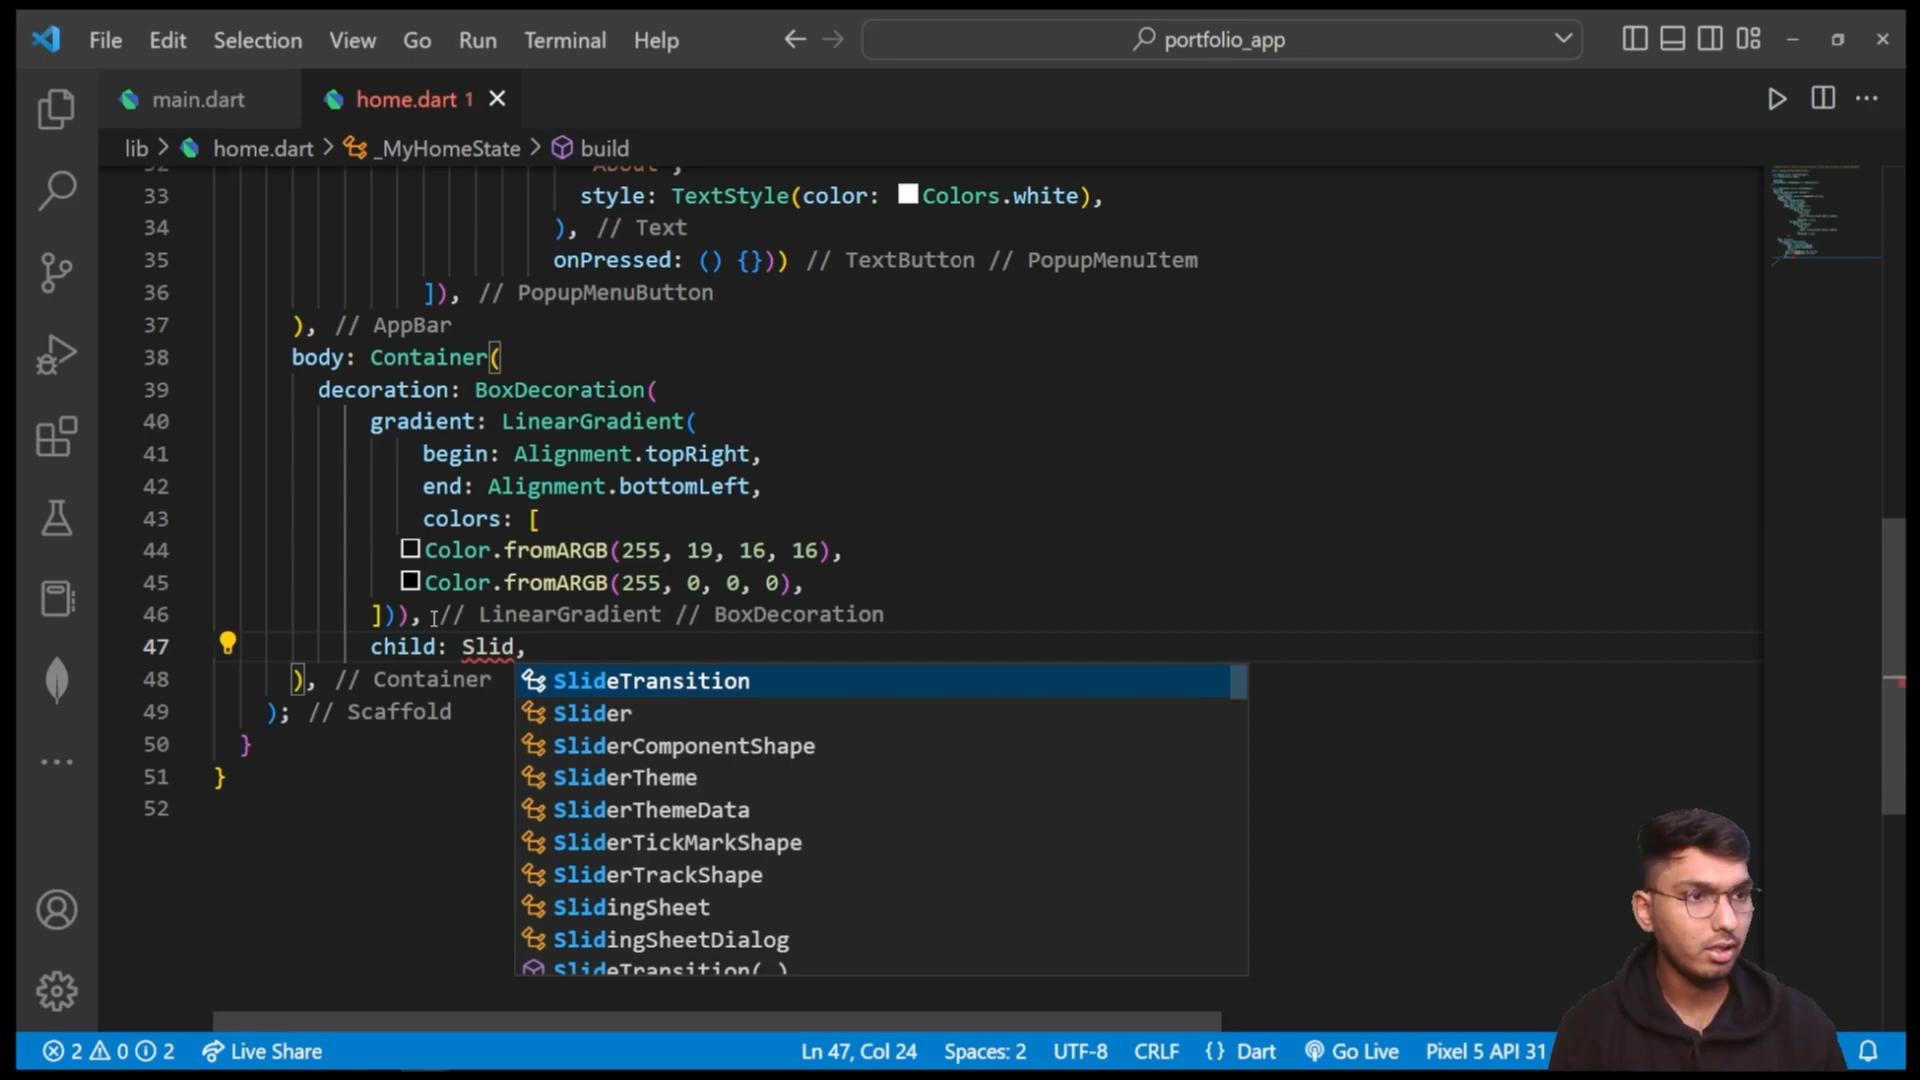 File Edit Selection View Go Run Terminal Help portfolio_app
main.dart home.dart 1
lib > home.dart > _MyHomeState > build
32 "About",
33 style: TextStyle(color: Colors.white),
34 ), // Text
35 onPressed: () {})) // TextButton // PopupMenuItem
36 ]), // PopupMenuButton
37 ), // AppBar
38 body: Container(
39 decoration: BoxDecoration(
40 gradient: LinearGradient(
41 begin: Alignment.topRight,
42 end: Alignment.bottomLeft,
43 colors: [
44 Color.fromARGB(255, 19, 16, 16),
45 Color.fromARGB(255, 0, 0, 0),
46 ])), // LinearGradient // BoxDecoration
47 child: Slid,
48 ), // Container
SlideTransition
49 ); // Scaffold
Slider
50 }
SliderComponentShape
51 }
SliderTheme
52
SliderThemeData
SliderTickMarkShape
SliderTrackShape
SlidingSheet
SlidingSheetDialog
SlideTransition(…)
2 0 2 Live Share Ln 47, Col 24 Spaces: 2 UTF-8 CRLF {} Dart Go Live Pixel 5 API 31